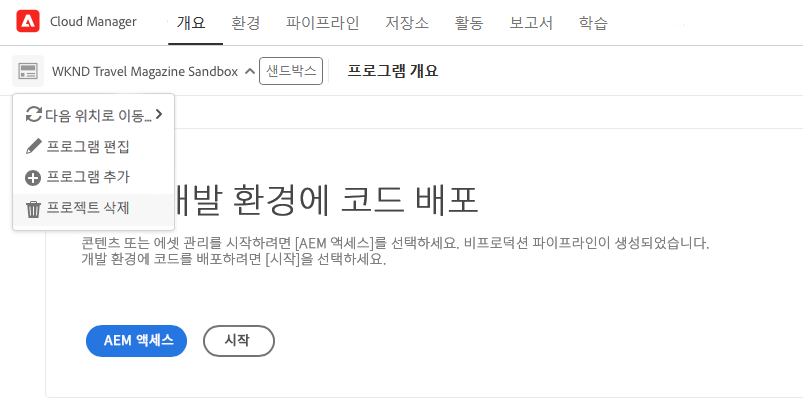 Cloud Manager
개요
환경
파이프라인
저장소
활동
보고서
학습
WKND Travel Magazine Sandbox
샌드박스
프로그램 개요
다음 위치로 이동...
프로그램 편집
프로그램 추가
프로젝트 삭제
개발 환경에 코드 배포
콘텐츠 또는 에셋 관리를 시작하려면 [AEM 액세스]를 선택하세요. 비프로덕션 파이프라인이 생성되었습니다.
개발 환경에 코드를 배포하려면 [시작]을 선택하세요.
AEM 액세스
시작